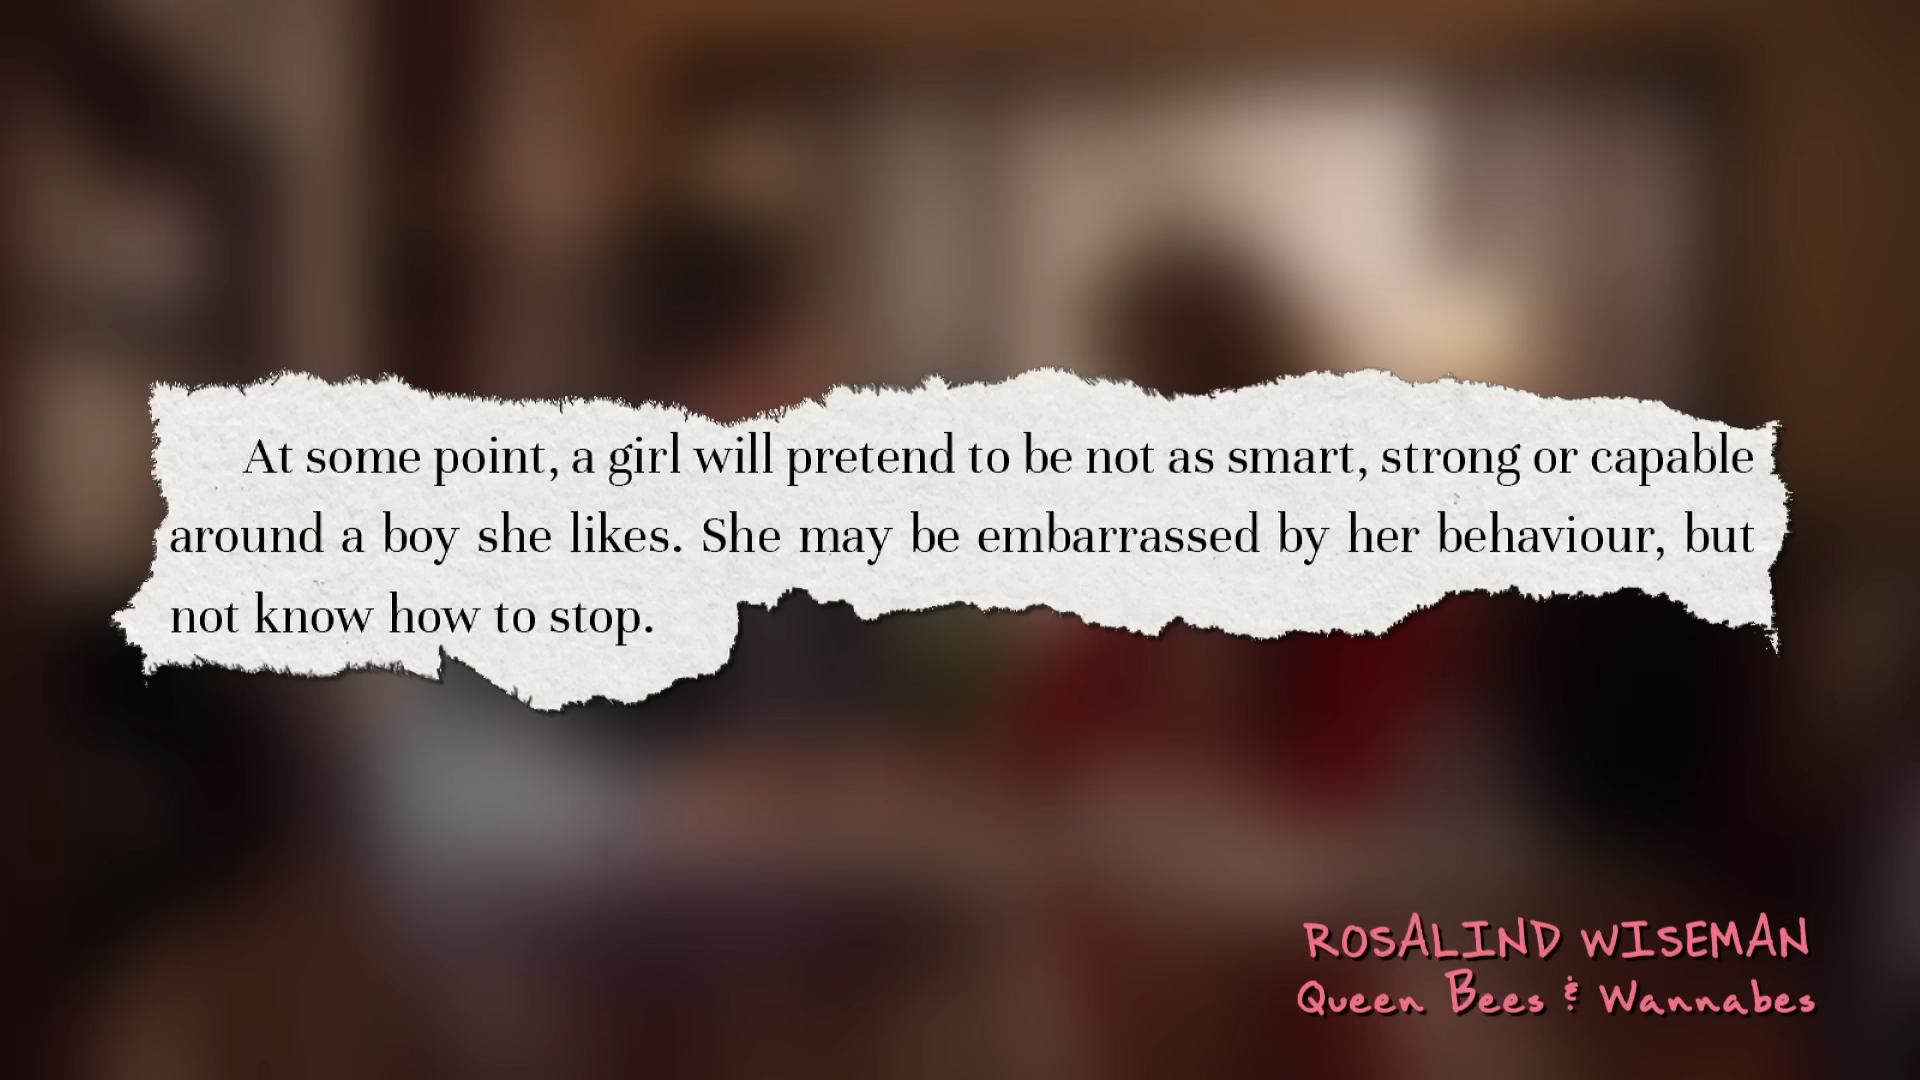 At some point, a girl will pretend to be not as smart, strong or capable
around a boy she likes. She may be embarrassed by her behaviour, but
not know how to stop.
ROSALIND WISEMAN
Queen Bees & Wannabes